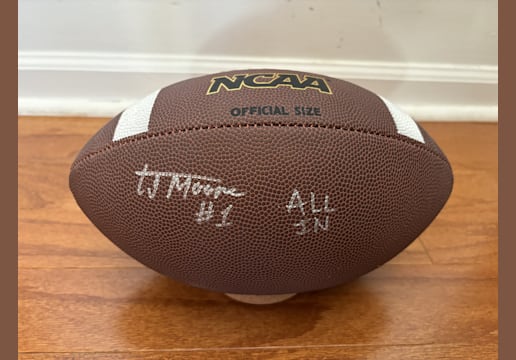 NCAA
OFFICIAL SIZE
TJ Moore
#1
ALL
IN